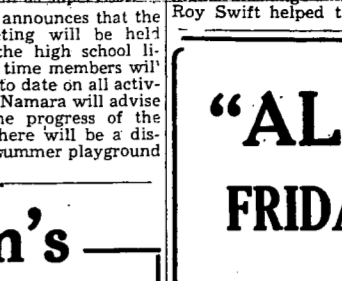 announces that the
ting will be held
the high school li-
time members wil'
to date on all activ-
Namara will advise
ne progress of the
here will be a dis-
summer playground
n's
Roy Swift helped t
"AL
FRIDA